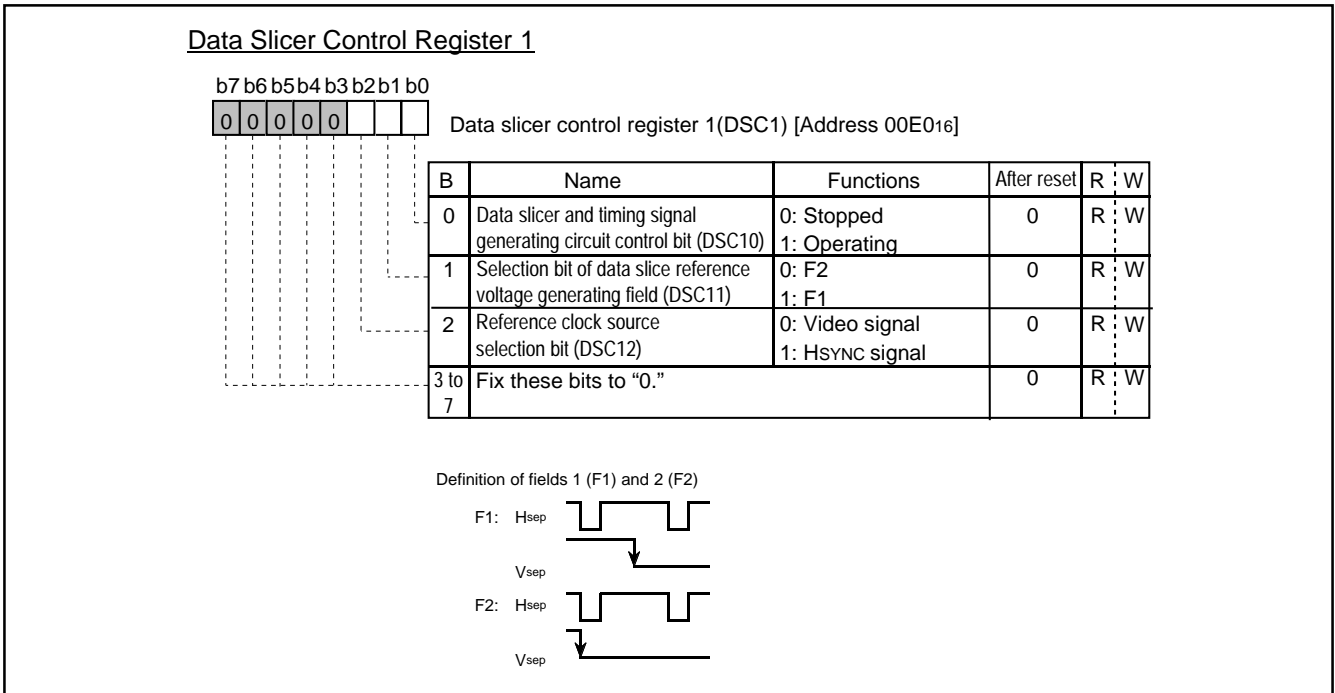 Data Slicer Control Register 1
b7 b6 b5 b4 b3 b2 b1 b0
0 0 0 0 0
Data slicer control register 1(DSC1) [Address 00E016]
B Name Functions After reset R W
0 Data slicer and timing signal generating circuit control bit (DSC10) 0: Stopped 1: Operating 0 R W
1 Selection bit of data slice reference voltage generating field (DSC11) 0: F2 1: F1 0 R W
2 Reference clock source selection bit (DSC12) 0: Video signal 1: HSYNC signal 0 R W
3 to 7 Fix these bits to “0.” 0 R W
Definition of fields 1 (F1) and 2 (F2)
F1: Hsep
Vsep
F2: Hsep
Vsep